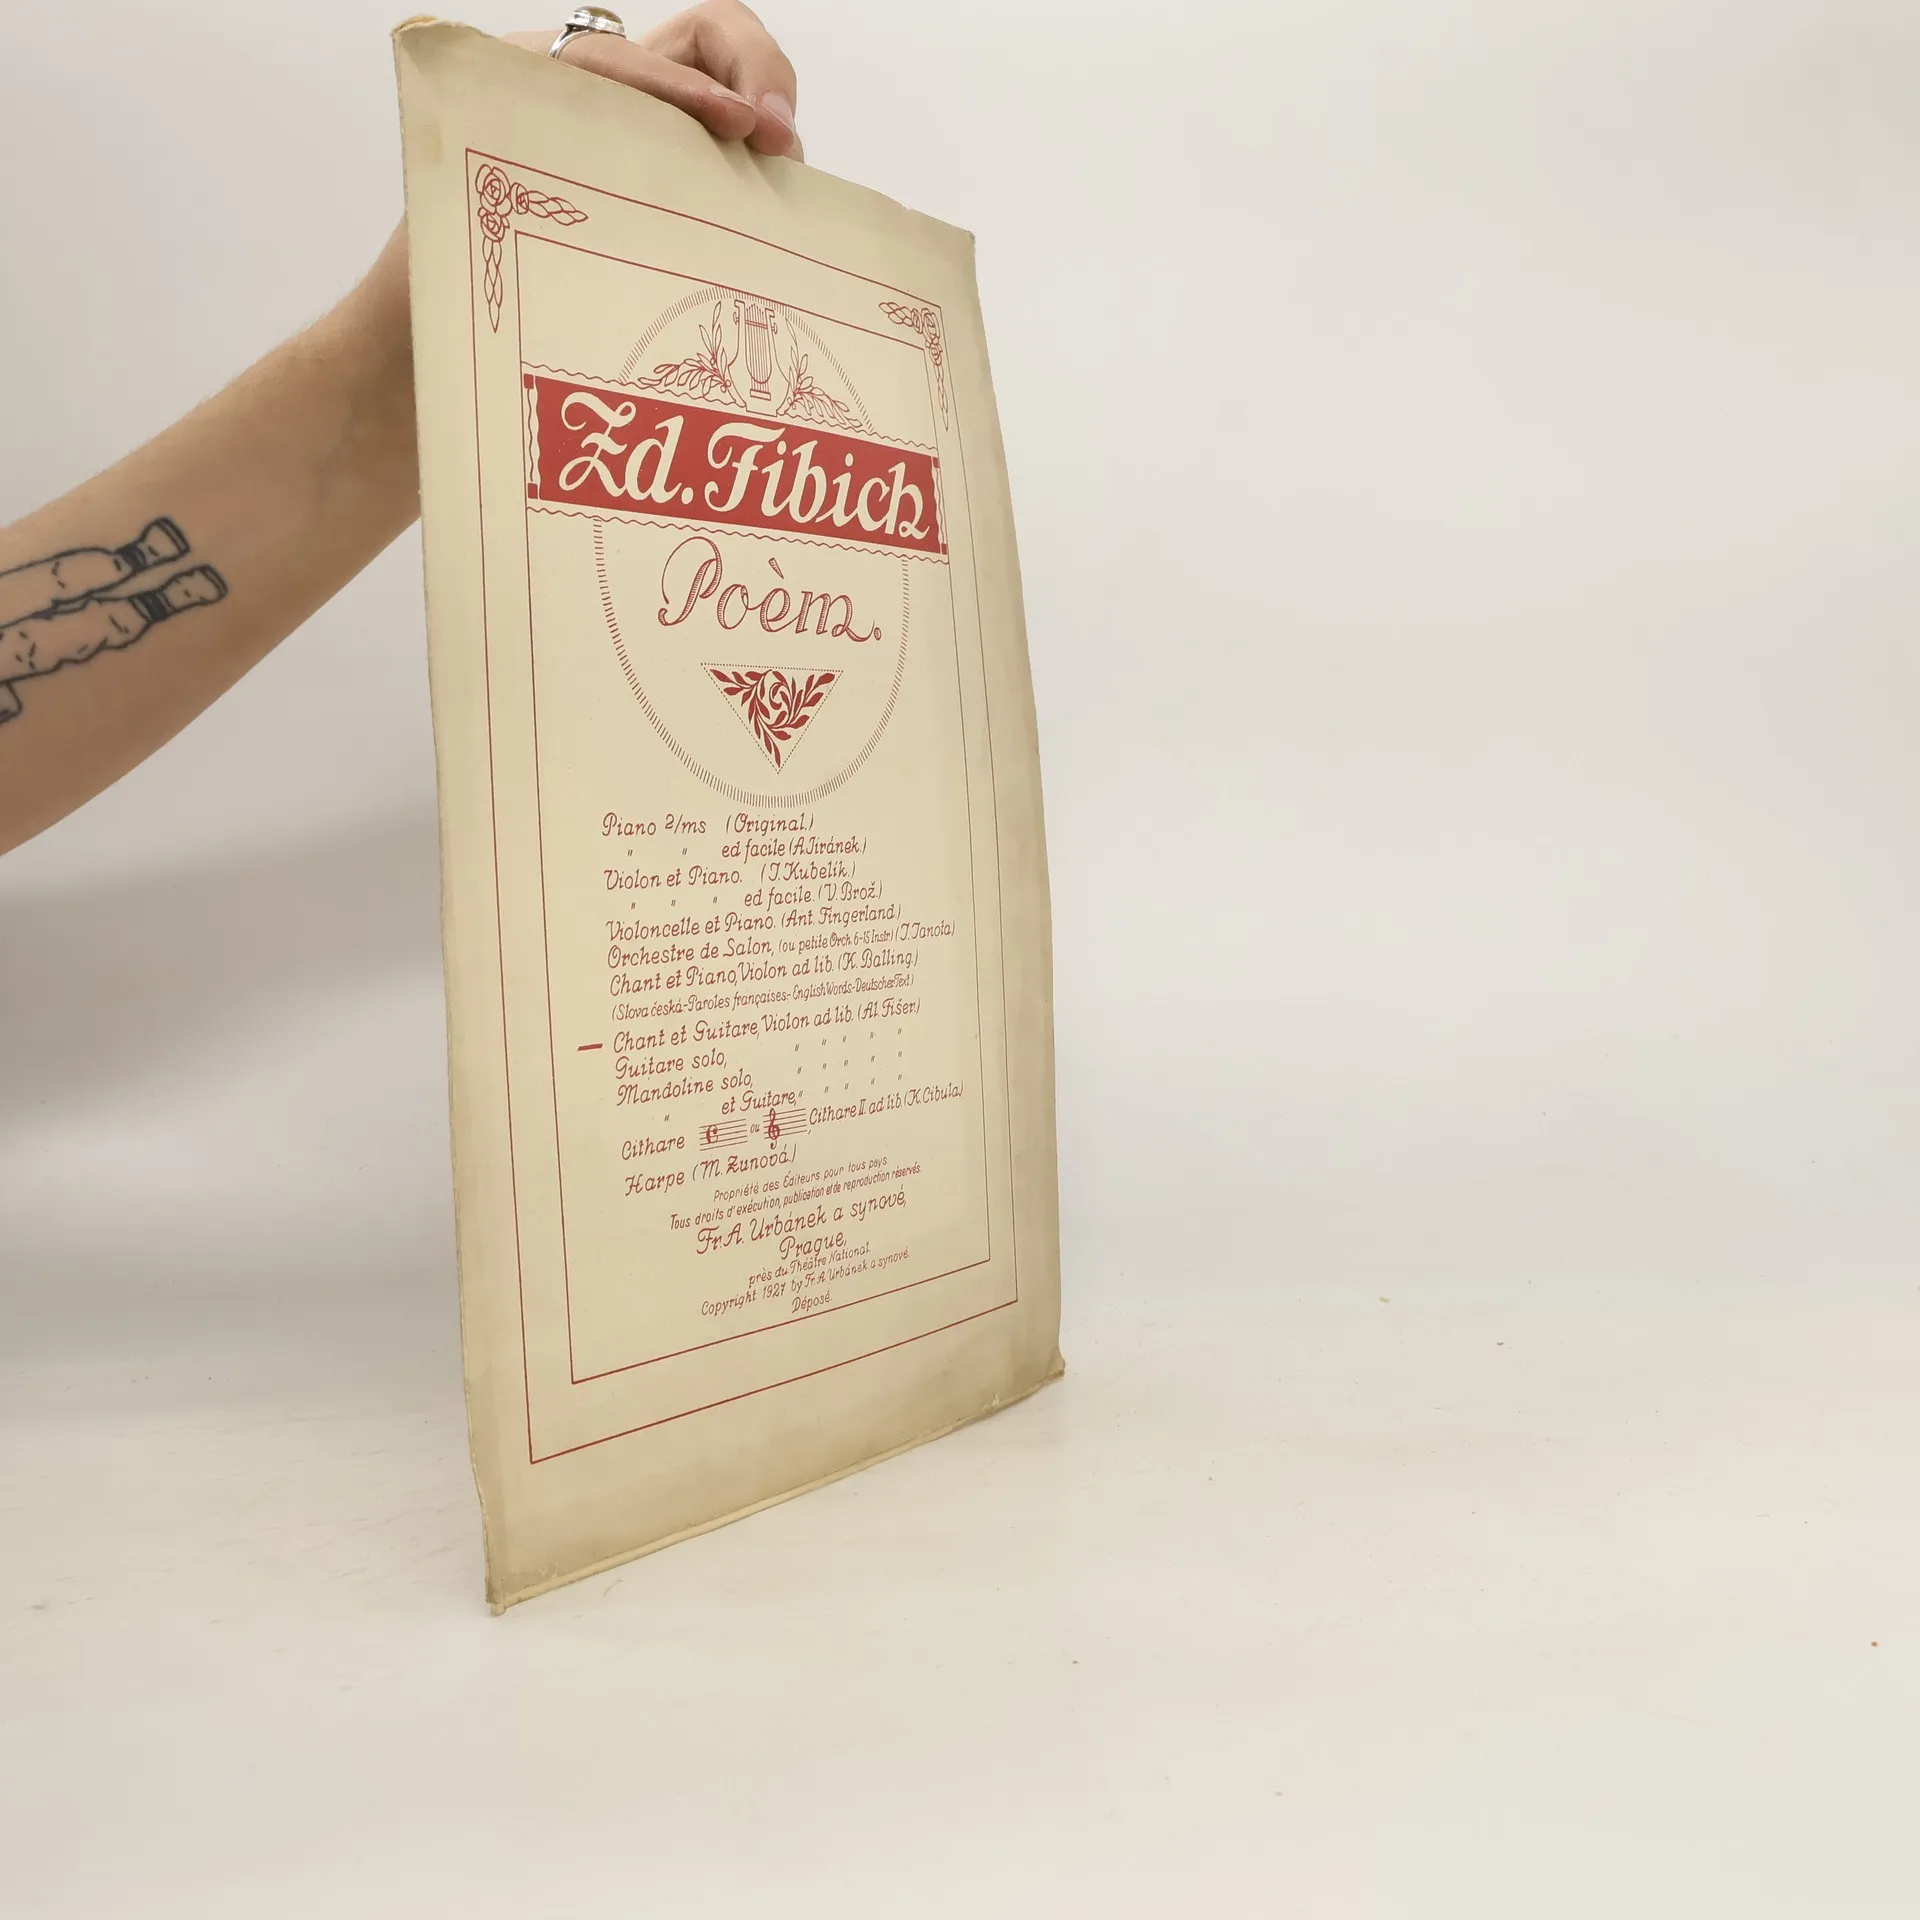 Zd. Fibich
Poèm.
Piano 2/ms (Original.)
" " ed facile (A. Jiránek.)
Violon et Piano. (J. Kubelík.)
" " " ed facile. (V. Brož.)
Violoncelle et Piano. (Ant. Fingerland.)
Orchestre de Salon, (ou petite Orch. 6-15 Instr.) (J. Janota.)
Chant et Piano, Violon ad lib. (K. Balling.)
(Slova česká-Paroles françaises-English Words-Deutscher Text)
— Chant et Guitare, Violon ad lib. (Al. Fišer.)
Guitare solo, " " " " "
Mandoline solo, " " " " "
" et Guitare, " " " " "
Cithare ou , Cithare II. ad lib. (K. Cibula.)
Harpe (M. Zunová.)
Propriété des Éditeurs pour tous pays.
Tous droits d'exécution, publication et de reproduction réservés.
Fr. A. Urbánek a synové,
Prague,
près du Théâtre National.
Copyright 1927 by Fr. A. Urbánek a synové.
Déposé.